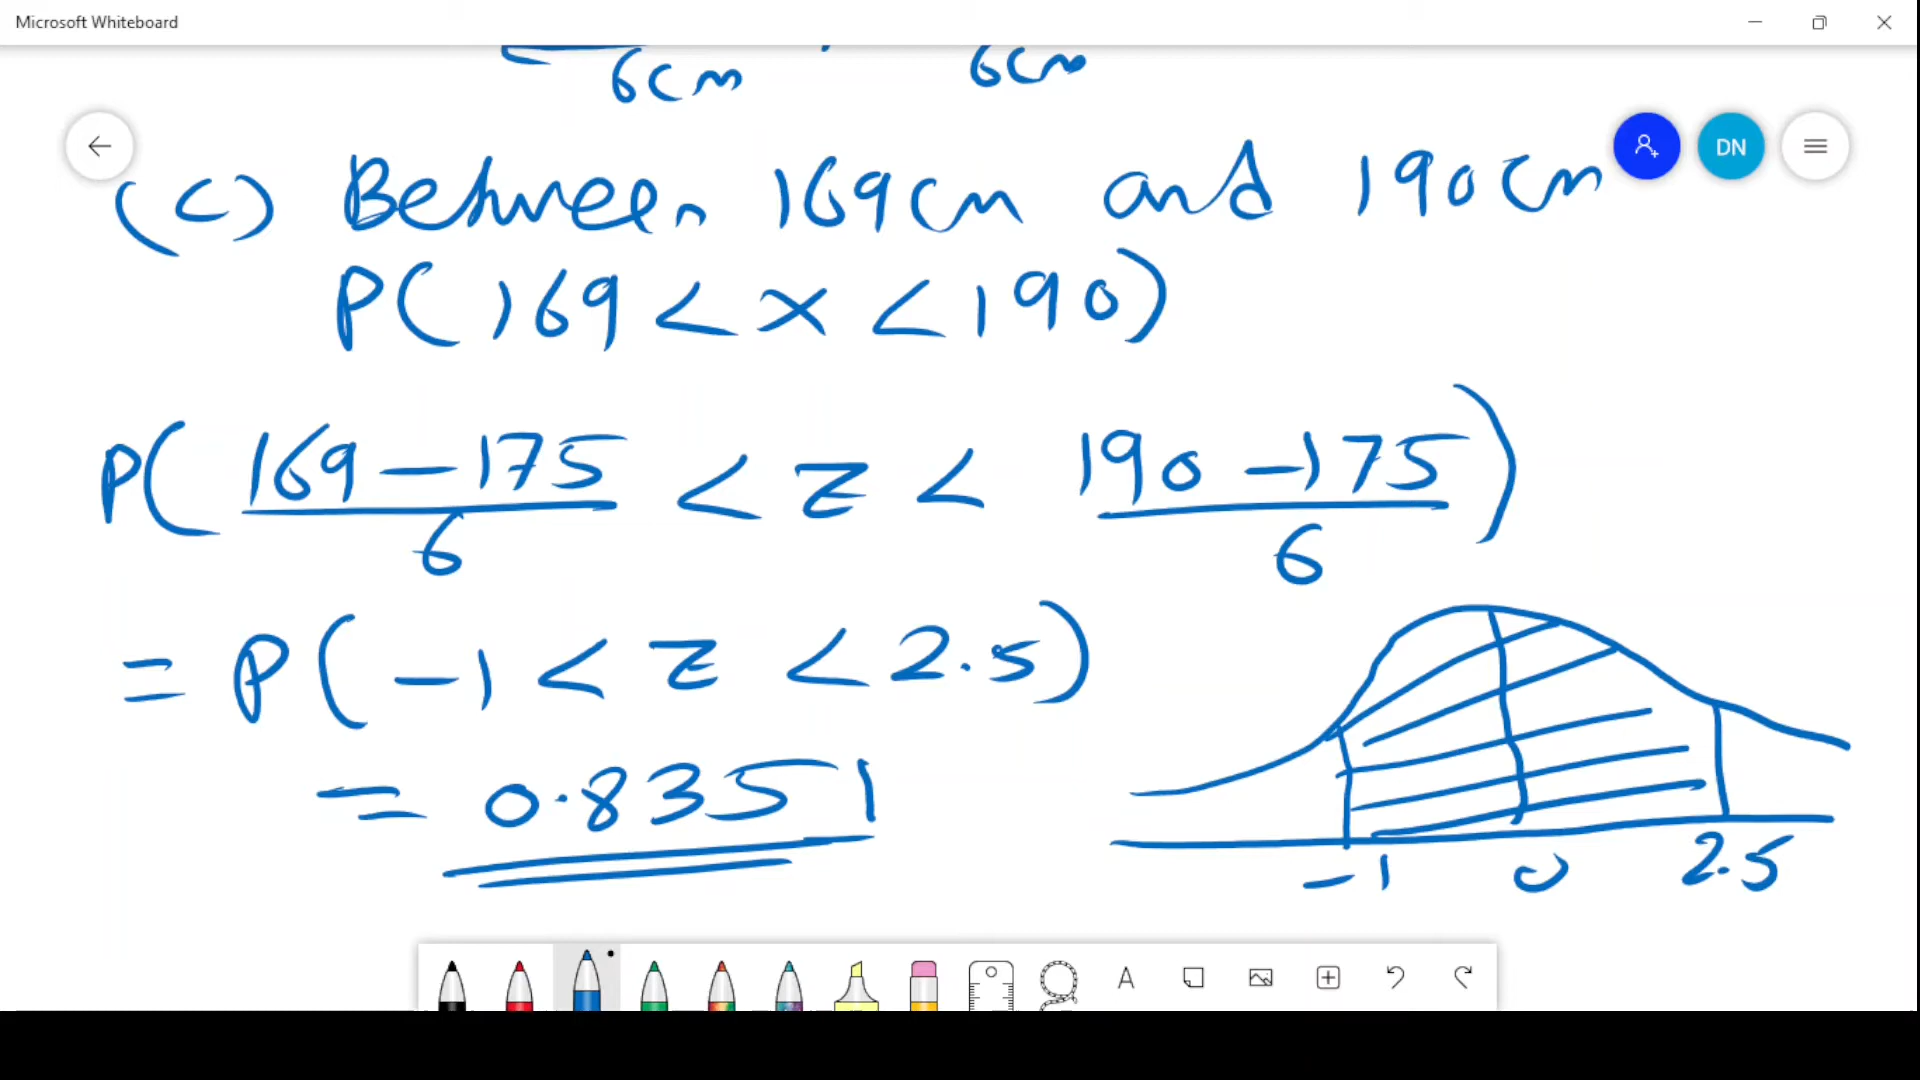 Microsoft Whiteboard
6cm 6cm
(c) Between 169cm and 190cm
DN
P(169 < x < 190)
P( 169 − 175 / 6 < z < 190 − 175 / 6 )
= P( −1 < z < 2.5)
= 0.8351
−1 0 2.5
A